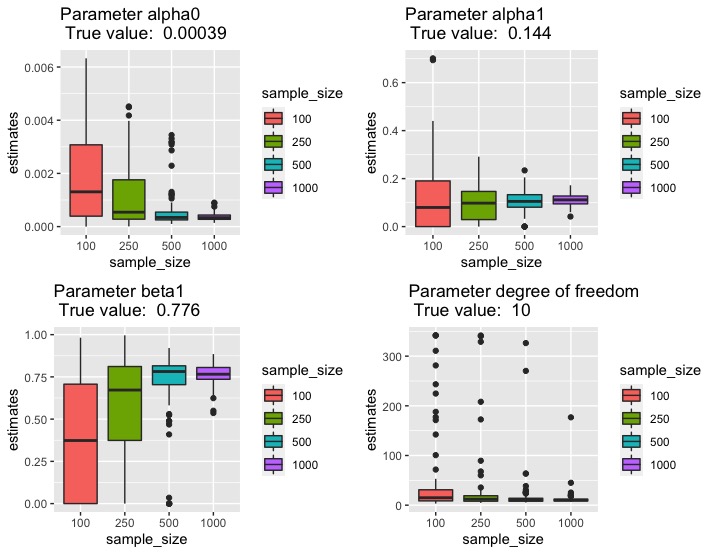 Parameter alpha0
True value: 0.00039
estimates
0.006
0.004
0.002
0.000
100
250
500
1000
sample_size
sample_size
100
250
500
1000
Parameter alpha1
True value: 0.144
estimates
0.6
0.4
0.2
0.0
100
250
500
1000
sample_size
sample_size
100
250
500
1000
Parameter beta1
True value: 0.776
estimates
1.00
0.75
0.50
0.25
0.00
100
250
500
1000
sample_size
sample_size
100
250
500
1000
Parameter degree of freedom
True value: 10
estimates
300
200
100
0
100
250
500
1000
sample_size
sample_size
100
250
500
1000